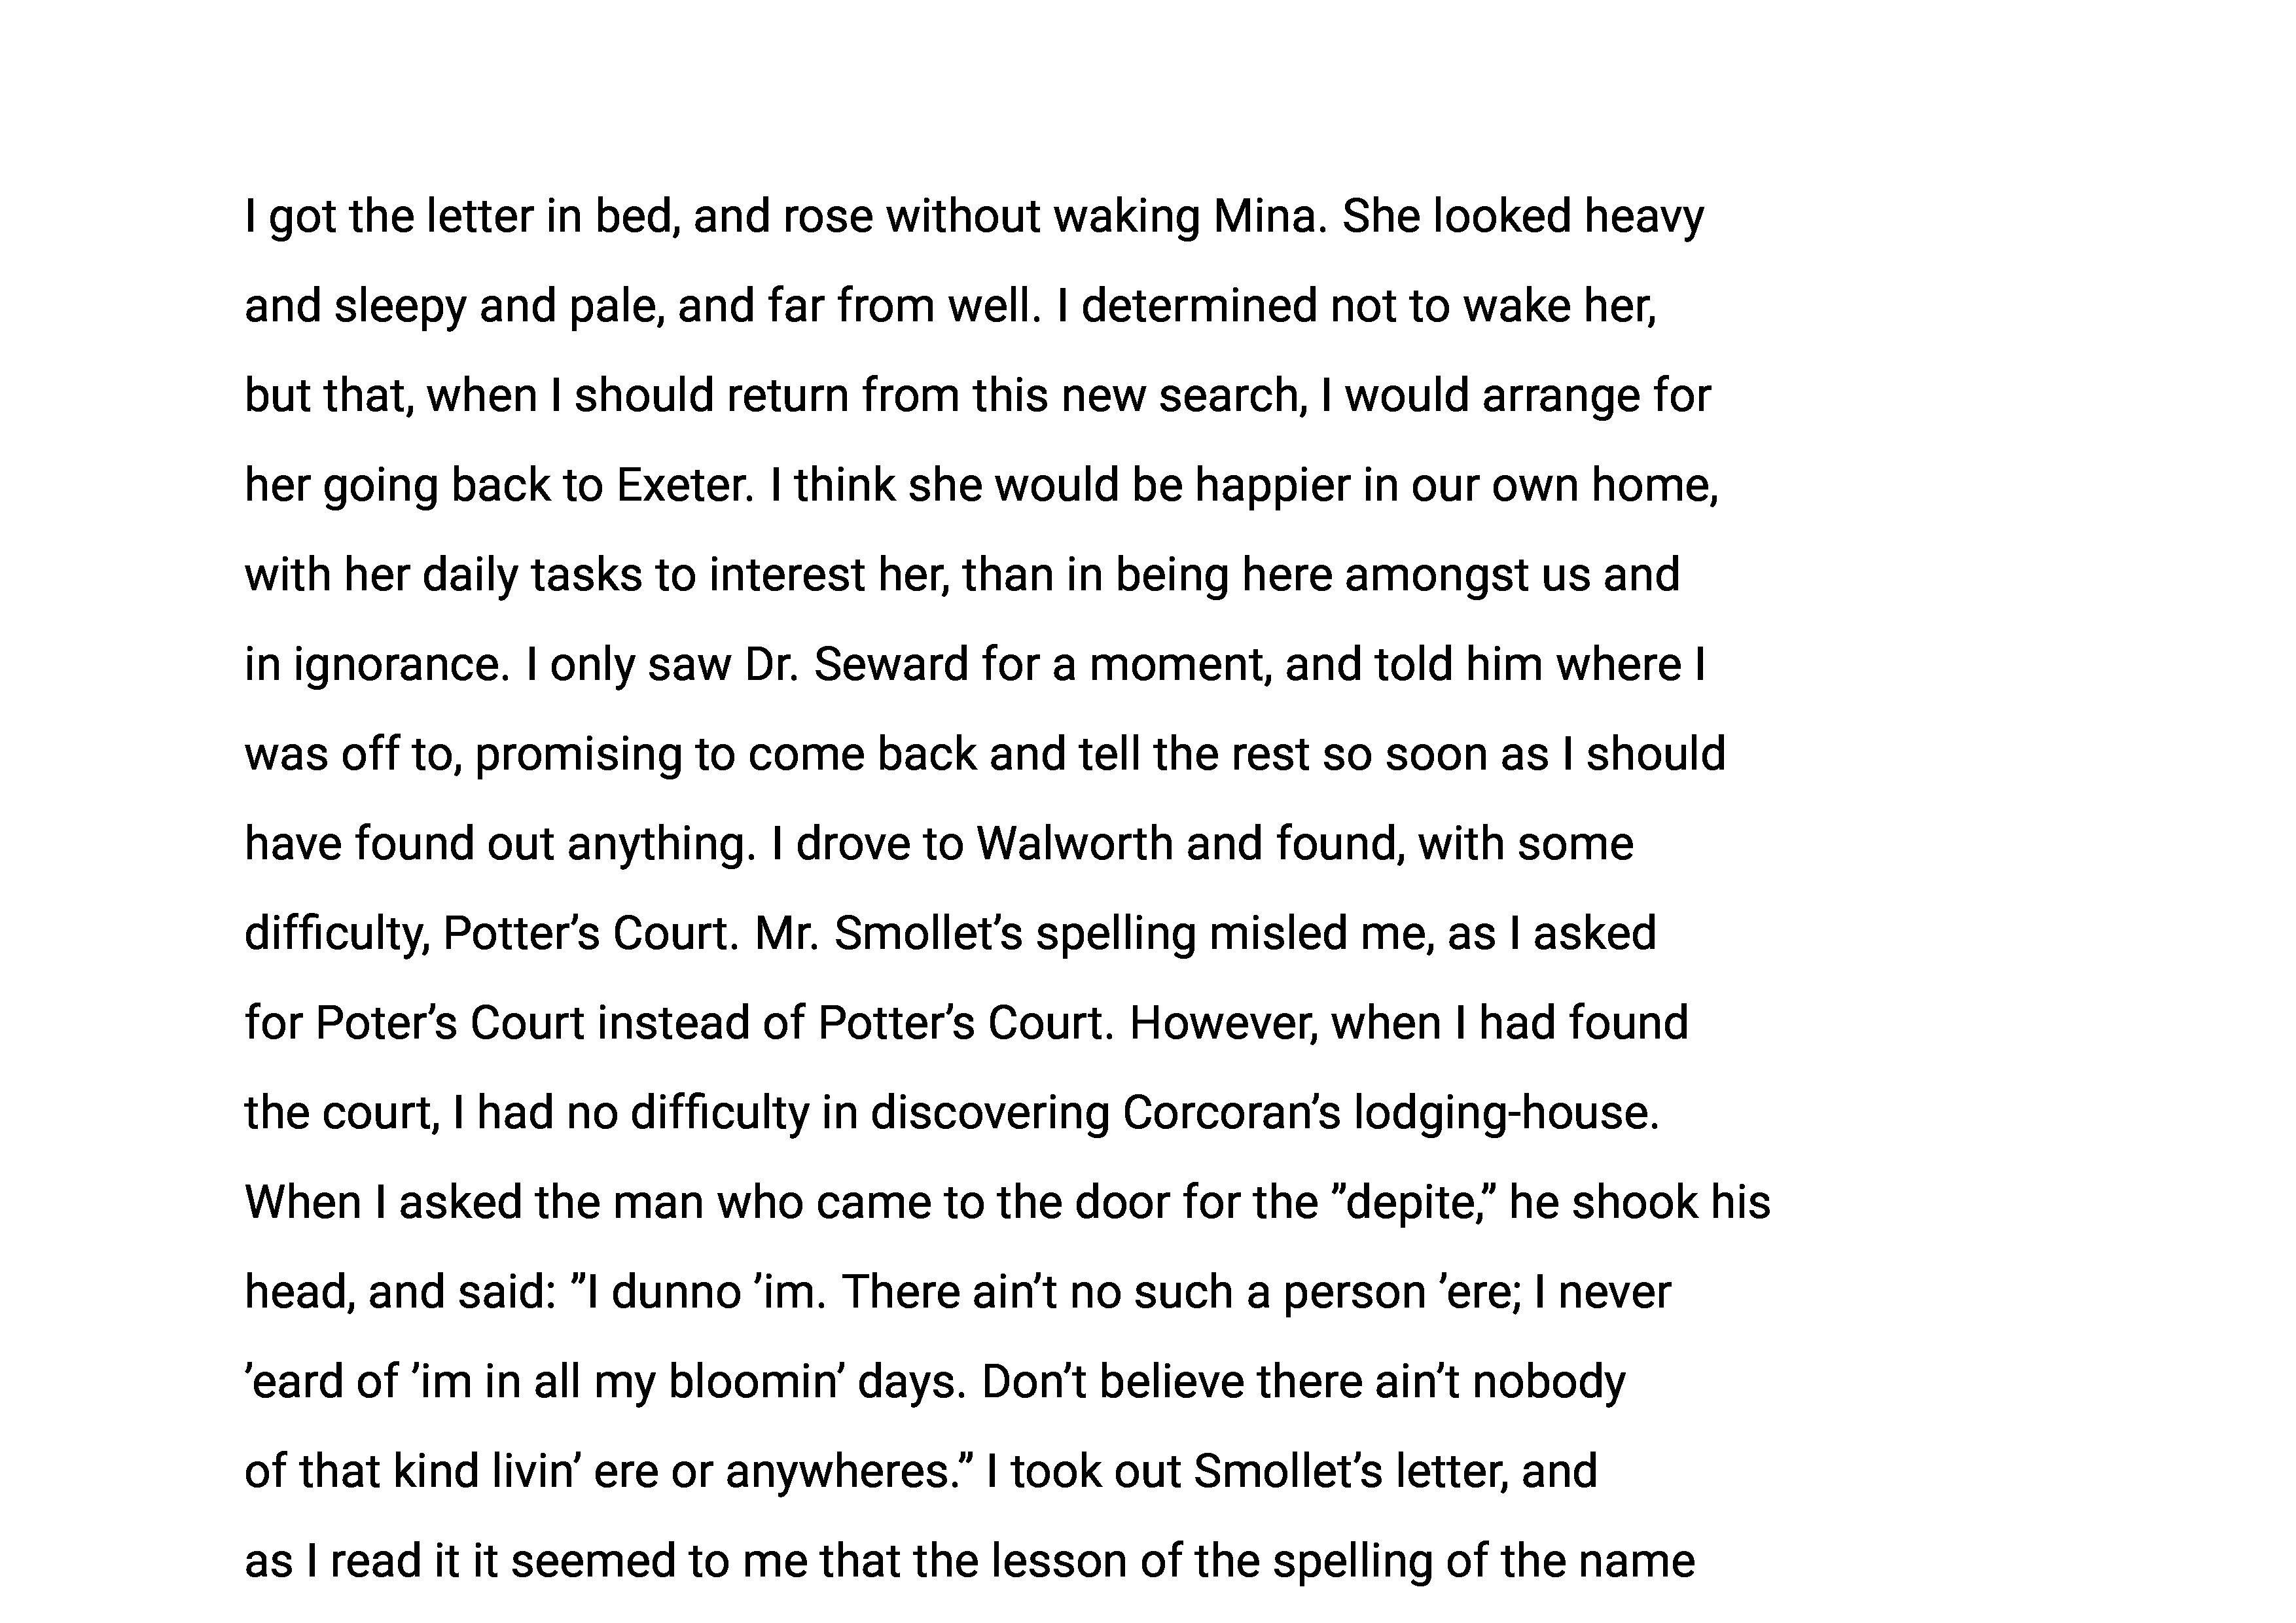 I got the letter in bed, and rose without waking Mina. She looked heavy
and sleepy and pale, and far from well. I determined not to wake her,
but that, when I should return from this new search, I would arrange for
her going back to Exeter. I think she would be happier in our own home,
with her daily tasks to interest her, than in being here amongst us and
in ignorance. I only saw Dr. Seward for a moment, and told him where I
was off to, promising to come back and tell the rest so soon as I should
have found out anything. I drove to Walworth and found, with some
difficulty, Potter’s Court. Mr. Smollet’s spelling misled me, as I asked
for Poter’s Court instead of Potter’s Court. However, when I had found
the court, I had no difficulty in discovering Corcoran’s lodging-house.
When I asked the man who came to the door for the ”depite,” he shook his
head, and said: ”I dunno ’im. There ain’t no such a person ’ere; I never
’eard of ’im in all my bloomin’ days. Don’t believe there ain’t nobody
of that kind livin’ ere or anywheres.” I took out Smollet’s letter, and
as I read it it seemed to me that the lesson of the spelling of the name